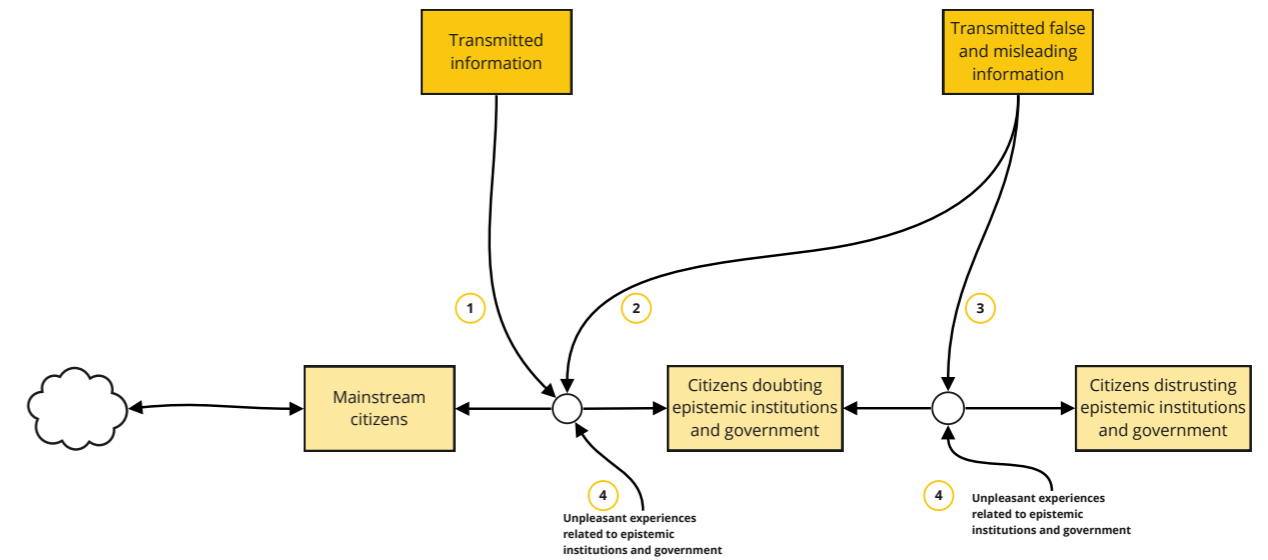 Transmitted
information
Transmitted false
and misleading
information
1
2
3
Mainstream
citizens
Citizens doubting
epistemic institutions
and government
Citizens distrusting
epistemic institutions
and government
4
Unpleasant experiences
related to epistemic
institutions and government
4
Unpleasant experiences
related to epistemic
institutions and government